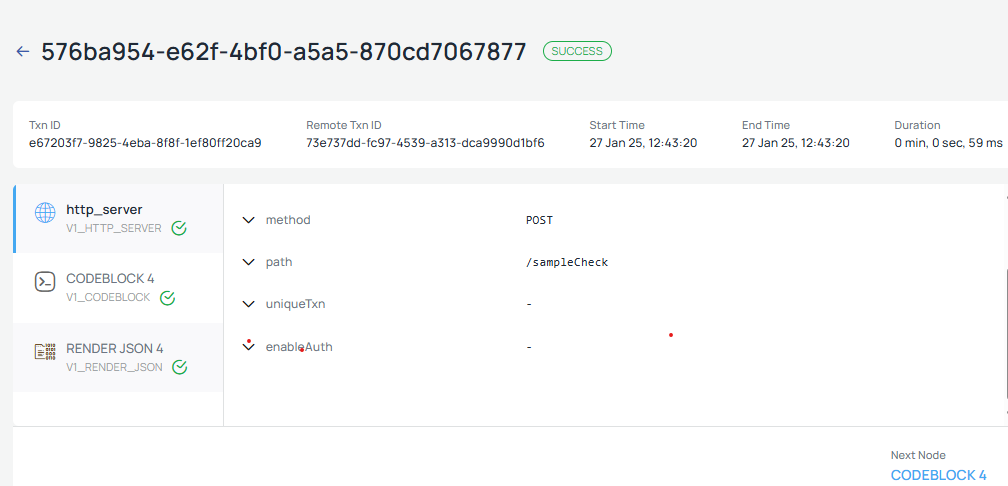 576ba954-e62f-4bf0-a5a5-870cd7067877 SUCCESS
Txn ID Remote Txn ID Start Time End Time Duration
e67203f7-9825-4eba-8f8f-1ef80ff20ca9 73e737dd-fc97-4539-a313-dca9990d1bf6 27 Jan 25, 12:43:20 27 Jan 25, 12:43:20 0 min, 0 sec, 59 ms
http_server
V1_HTTP_SERVER
CODEBLOCK 4
V1_CODEBLOCK
RENDER JSON 4
V1_RENDER_JSON
method POST
path /sampleCheck
uniqueTxn -
enableAuth -
Next Node
CODEBLOCK 4